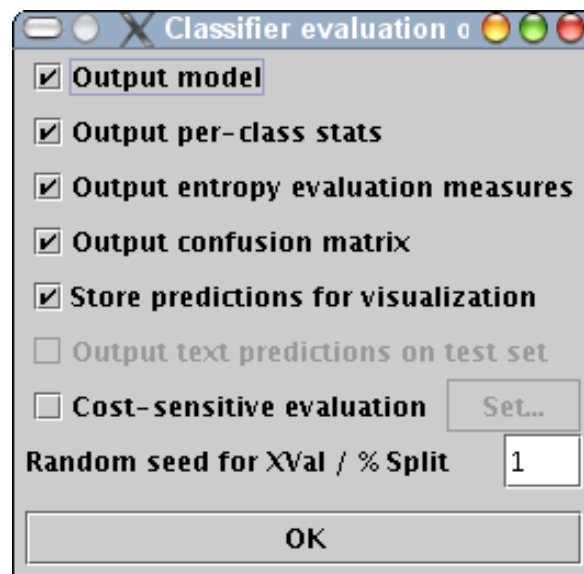 Classifier evaluation o
Output model
Output per-class stats
Output entropy evaluation measures
Output confusion matrix
Store predictions for visualization
Output text predictions on test set
Cost-sensitive evaluation Set...
Random seed for XVal / % Split 1
OK